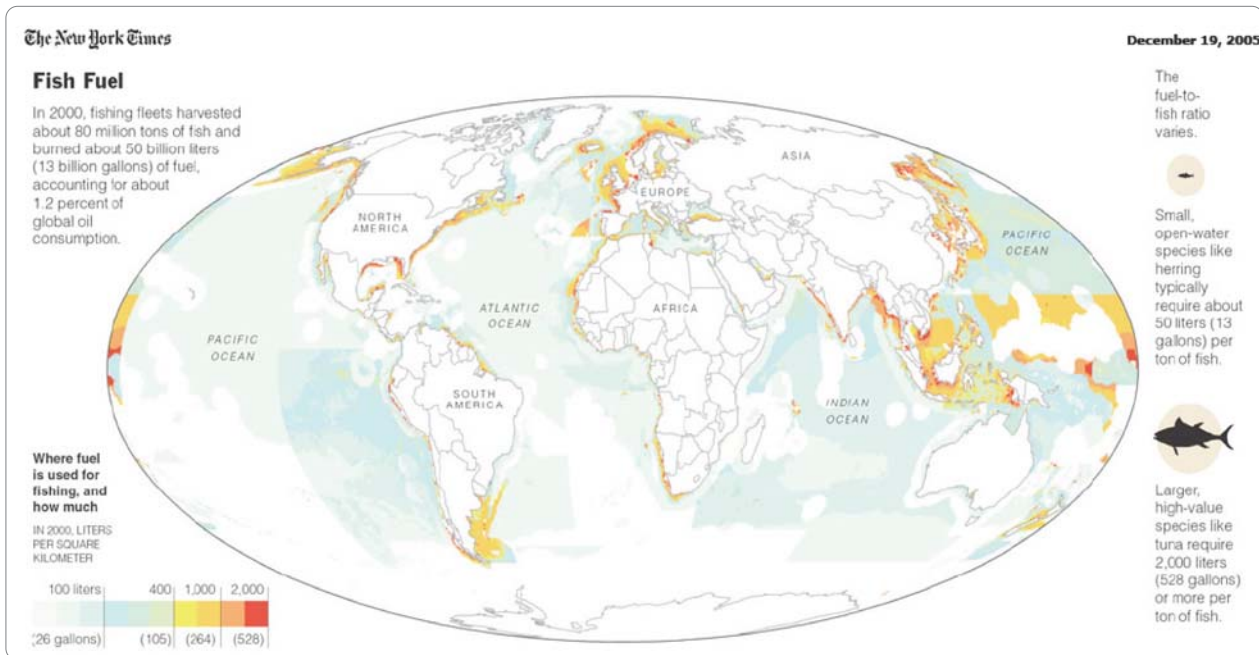 The New York Times
December 19, 2005
Fish Fuel
In 2000, fishing fleets harvested
about 80 million tons of fish and
burned about 50 billion liters
(13 billion gallons) of fuel,
accounting for about
1.2 percent of
global oil
consumption.
The
fuel-to-
fish ratio
varies.
Small,
open-water
species like
herring
typically
require about
50 liters (13
gallons) per
ton of fish.
Larger,
high-value
species like
tuna require
2,000 liters
(528 gallons)
or more per
ton of fish.
ASIA
EUROPE
NORTH
AMERICA
PACIFIC
OCEAN
ATLANTIC
OCEAN
AFRICA
PACIFIC
OCEAN
SOUTH
AMERICA
INDIAN
OCEAN
Where fuel
is used for
fishing, and
how much
IN 2000, LITERS
PER SQUARE
KILOMETER
100 liters 400 1,000 2,000
(26 gallons) (105) (264) (528)